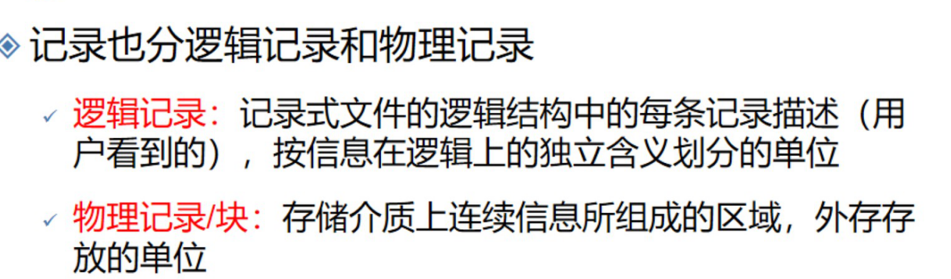 记录也分逻辑记录和物理记录
逻辑记录：记录式文件的逻辑结构中的每条记录描述（用
户看到的），按信息在逻辑上的独立含义划分的单位
物理记录/块：存储介质上连续信息所组成的区域，外存存
放的单位